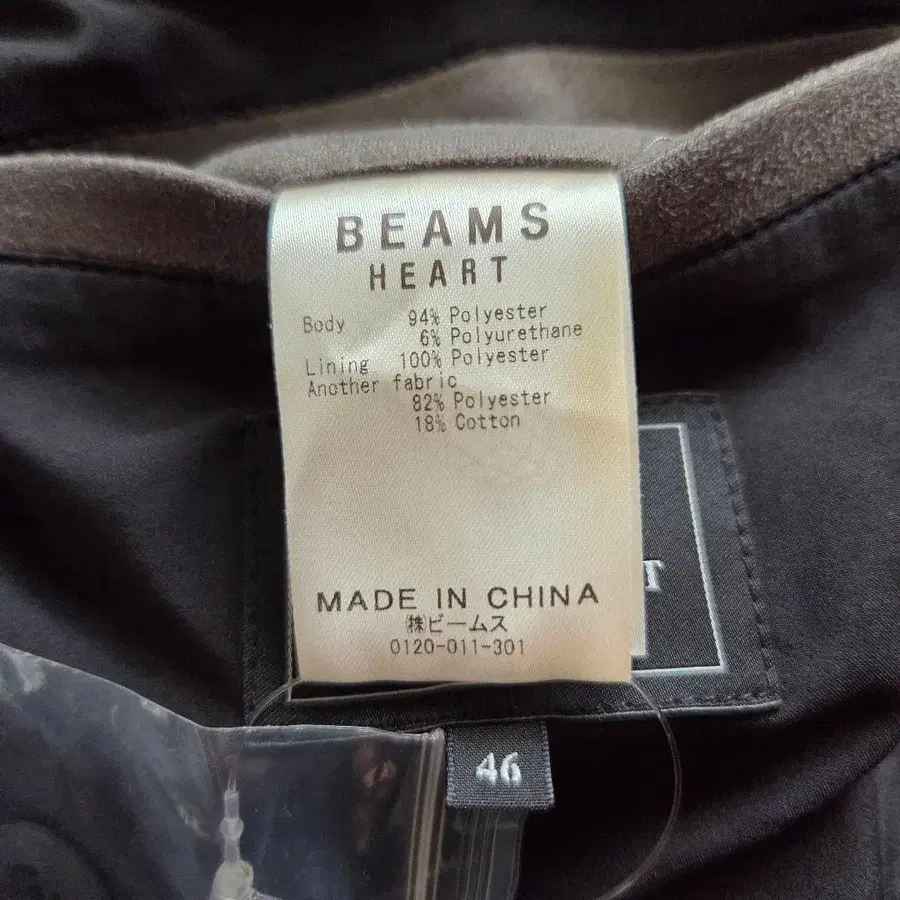 BEAMS
HEART
Body 94% Polyester
6% Polyurethane
Lining 100% Polyester
Another fabric
82% Polyester
18% Cotton
T
MADE IN CHINA
㈱ビームス
0120-011-301
46